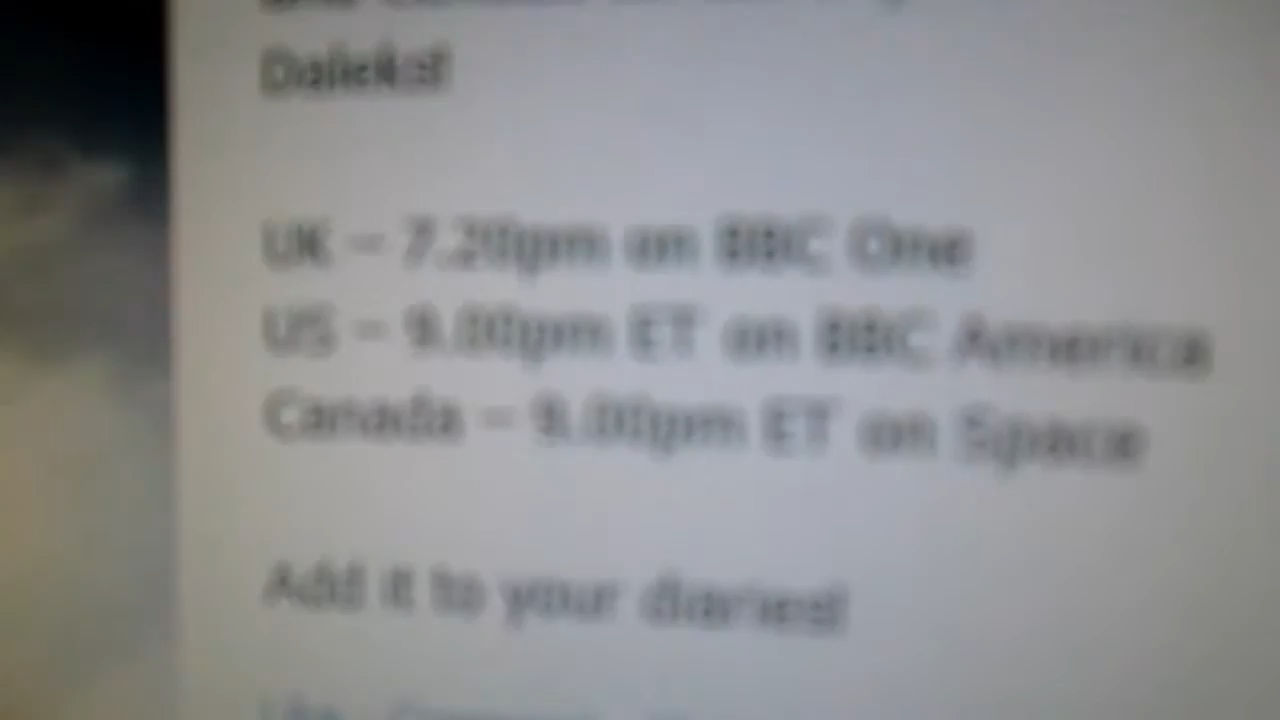 Daleks!
UK – 7.20pm on BBC One
US – 9.00pm ET on BBC America
Canada – 9.00pm ET on Space
Add it to your diaries!